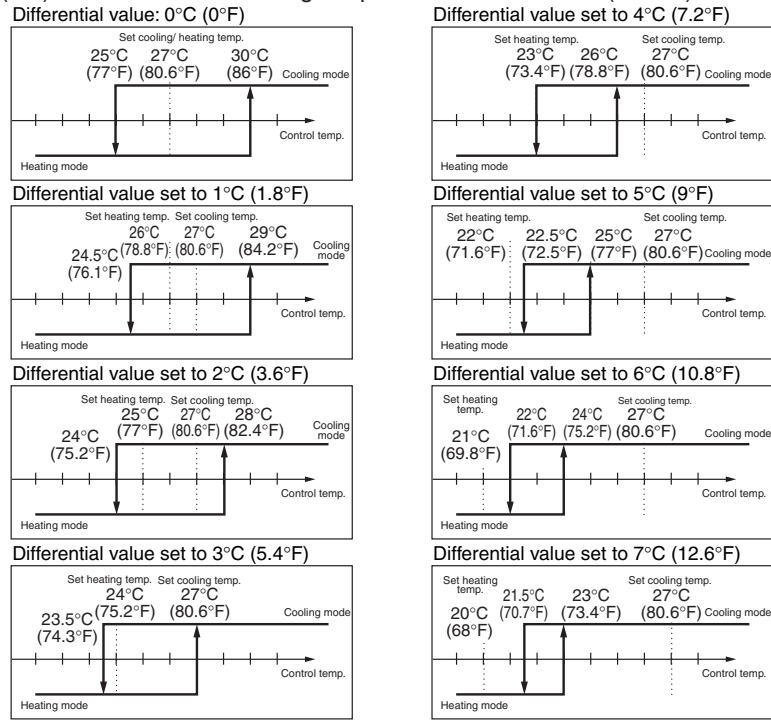 Differential value: 0°C (0°F)
Set cooling/ heating temp.
25°C 27°C 30°C
(77°F) (80.6°F) (86°F) Cooling mode
Control temp.
Heating mode
Differential value set to 1°C (1.8°F)
Set heating temp. Set cooling temp.
26°C 27°C 29°C
24.5°C (78.8°F) (80.6°F) (84.2°F) Cooling
(76.1°F) mode
Control temp.
Heating mode
Differential value set to 2°C (3.6°F)
Set heating temp. Set cooling temp.
25°C 27°C 28°C
24°C (77°F) (80.6°F) (82.4°F) Cooling
(75.2°F) mode
Control temp.
Heating mode
Differential value set to 3°C (5.4°F)
Set heating temp. Set cooling temp.
24°C 27°C
23.5°C (75.2°F) (80.6°F) Cooling mode
(74.3°F)
Control temp.
Heating mode
Differential value set to 4°C (7.2°F)
Set heating temp. Set cooling temp.
23°C 26°C 27°C
(73.4°F) (78.8°F) (80.6°F) Cooling mode
Control temp.
Heating mode
Differential value set to 5°C (9°F)
Set heating temp. Set cooling temp.
22°C 22.5°C 25°C 27°C
(71.6°F) (72.5°F) (77°F) (80.6°F) Cooling mode
Control temp.
Heating mode
Differential value set to 6°C (10.8°F)
Set heating temp. Set cooling temp.
22°C 24°C 27°C
21°C (71.6°F) (75.2°F) (80.6°F) Cooling mode
(69.8°F)
Control temp.
Heating mode
Differential value set to 7°C (12.6°F)
Set heating temp. Set cooling temp.
21.5°C 23°C 27°C
20°C (70.7°F) (73.4°F) (80.6°F) Cooling mode
(68°F)
Control temp.
Heating mode